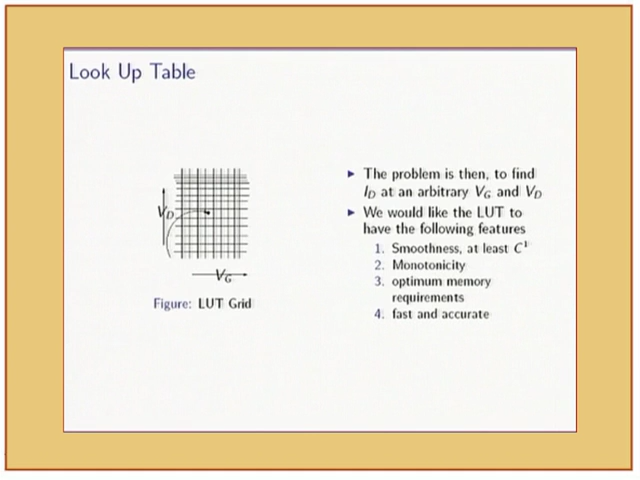 Look Up Table
V_D
V_G
Figure: LUT Grid
► The problem is then, to find
I_D at an arbitrary V_G and V_D
► We would like the LUT to
have the following features
1. Smoothness, at least C¹
2. Monotonicity
3. optimum memory
requirements
4. fast and accurate